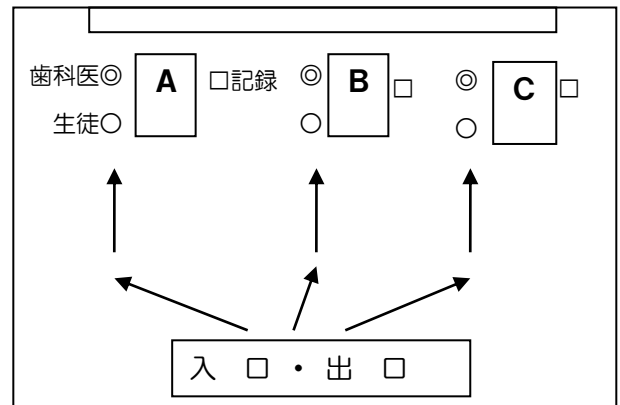 歯科医◎ A □記録 ◎ B □ ◎ C □
生徒○ ○ ○
入 口 ・ 出 口